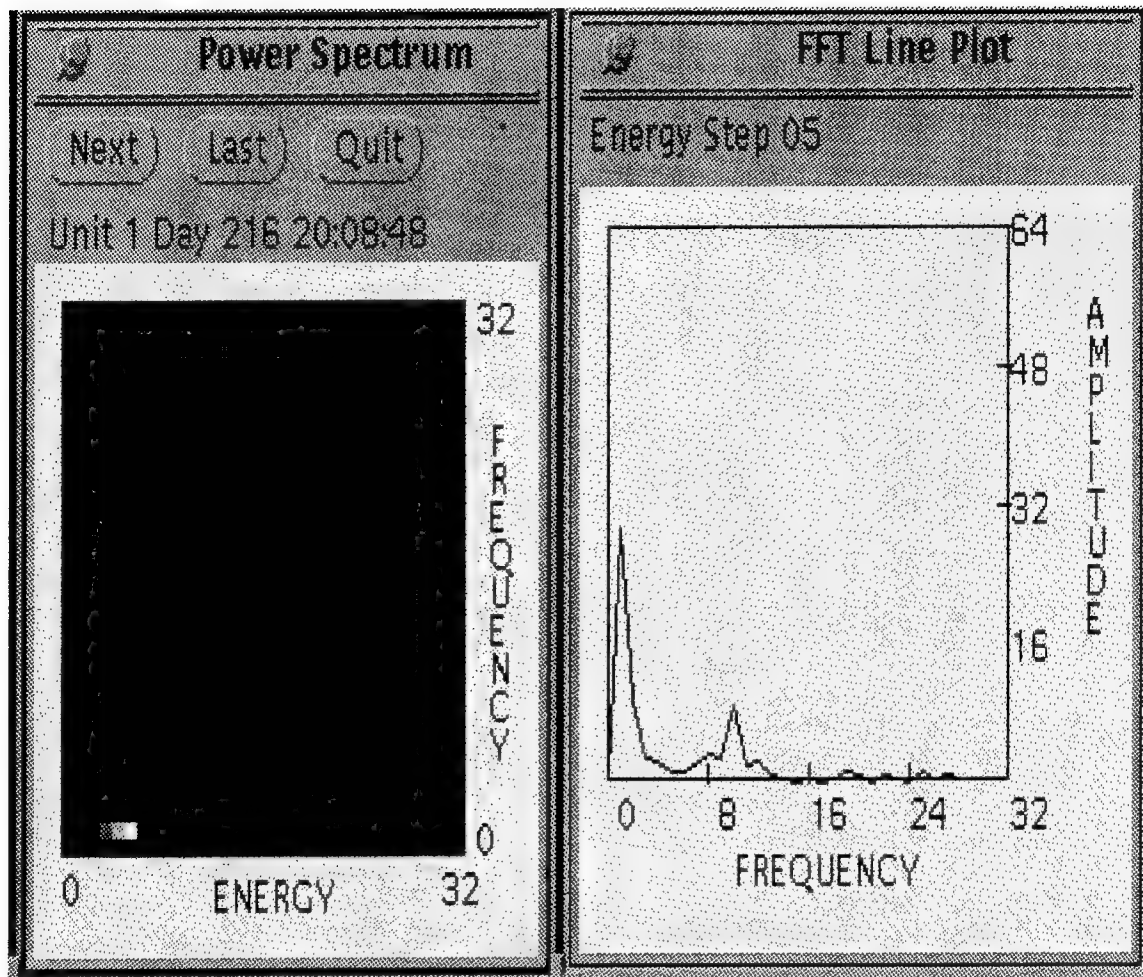 Power Spectrum
Next Last Quit
Unit 1 Day 216 20:08:48
32
FREQUENCY
0
0 ENERGY 32
FFT Line Plot
Energy Step 05
64
48
32
16
AMPLITUDE
0 8 16 24 32
FREQUENCY